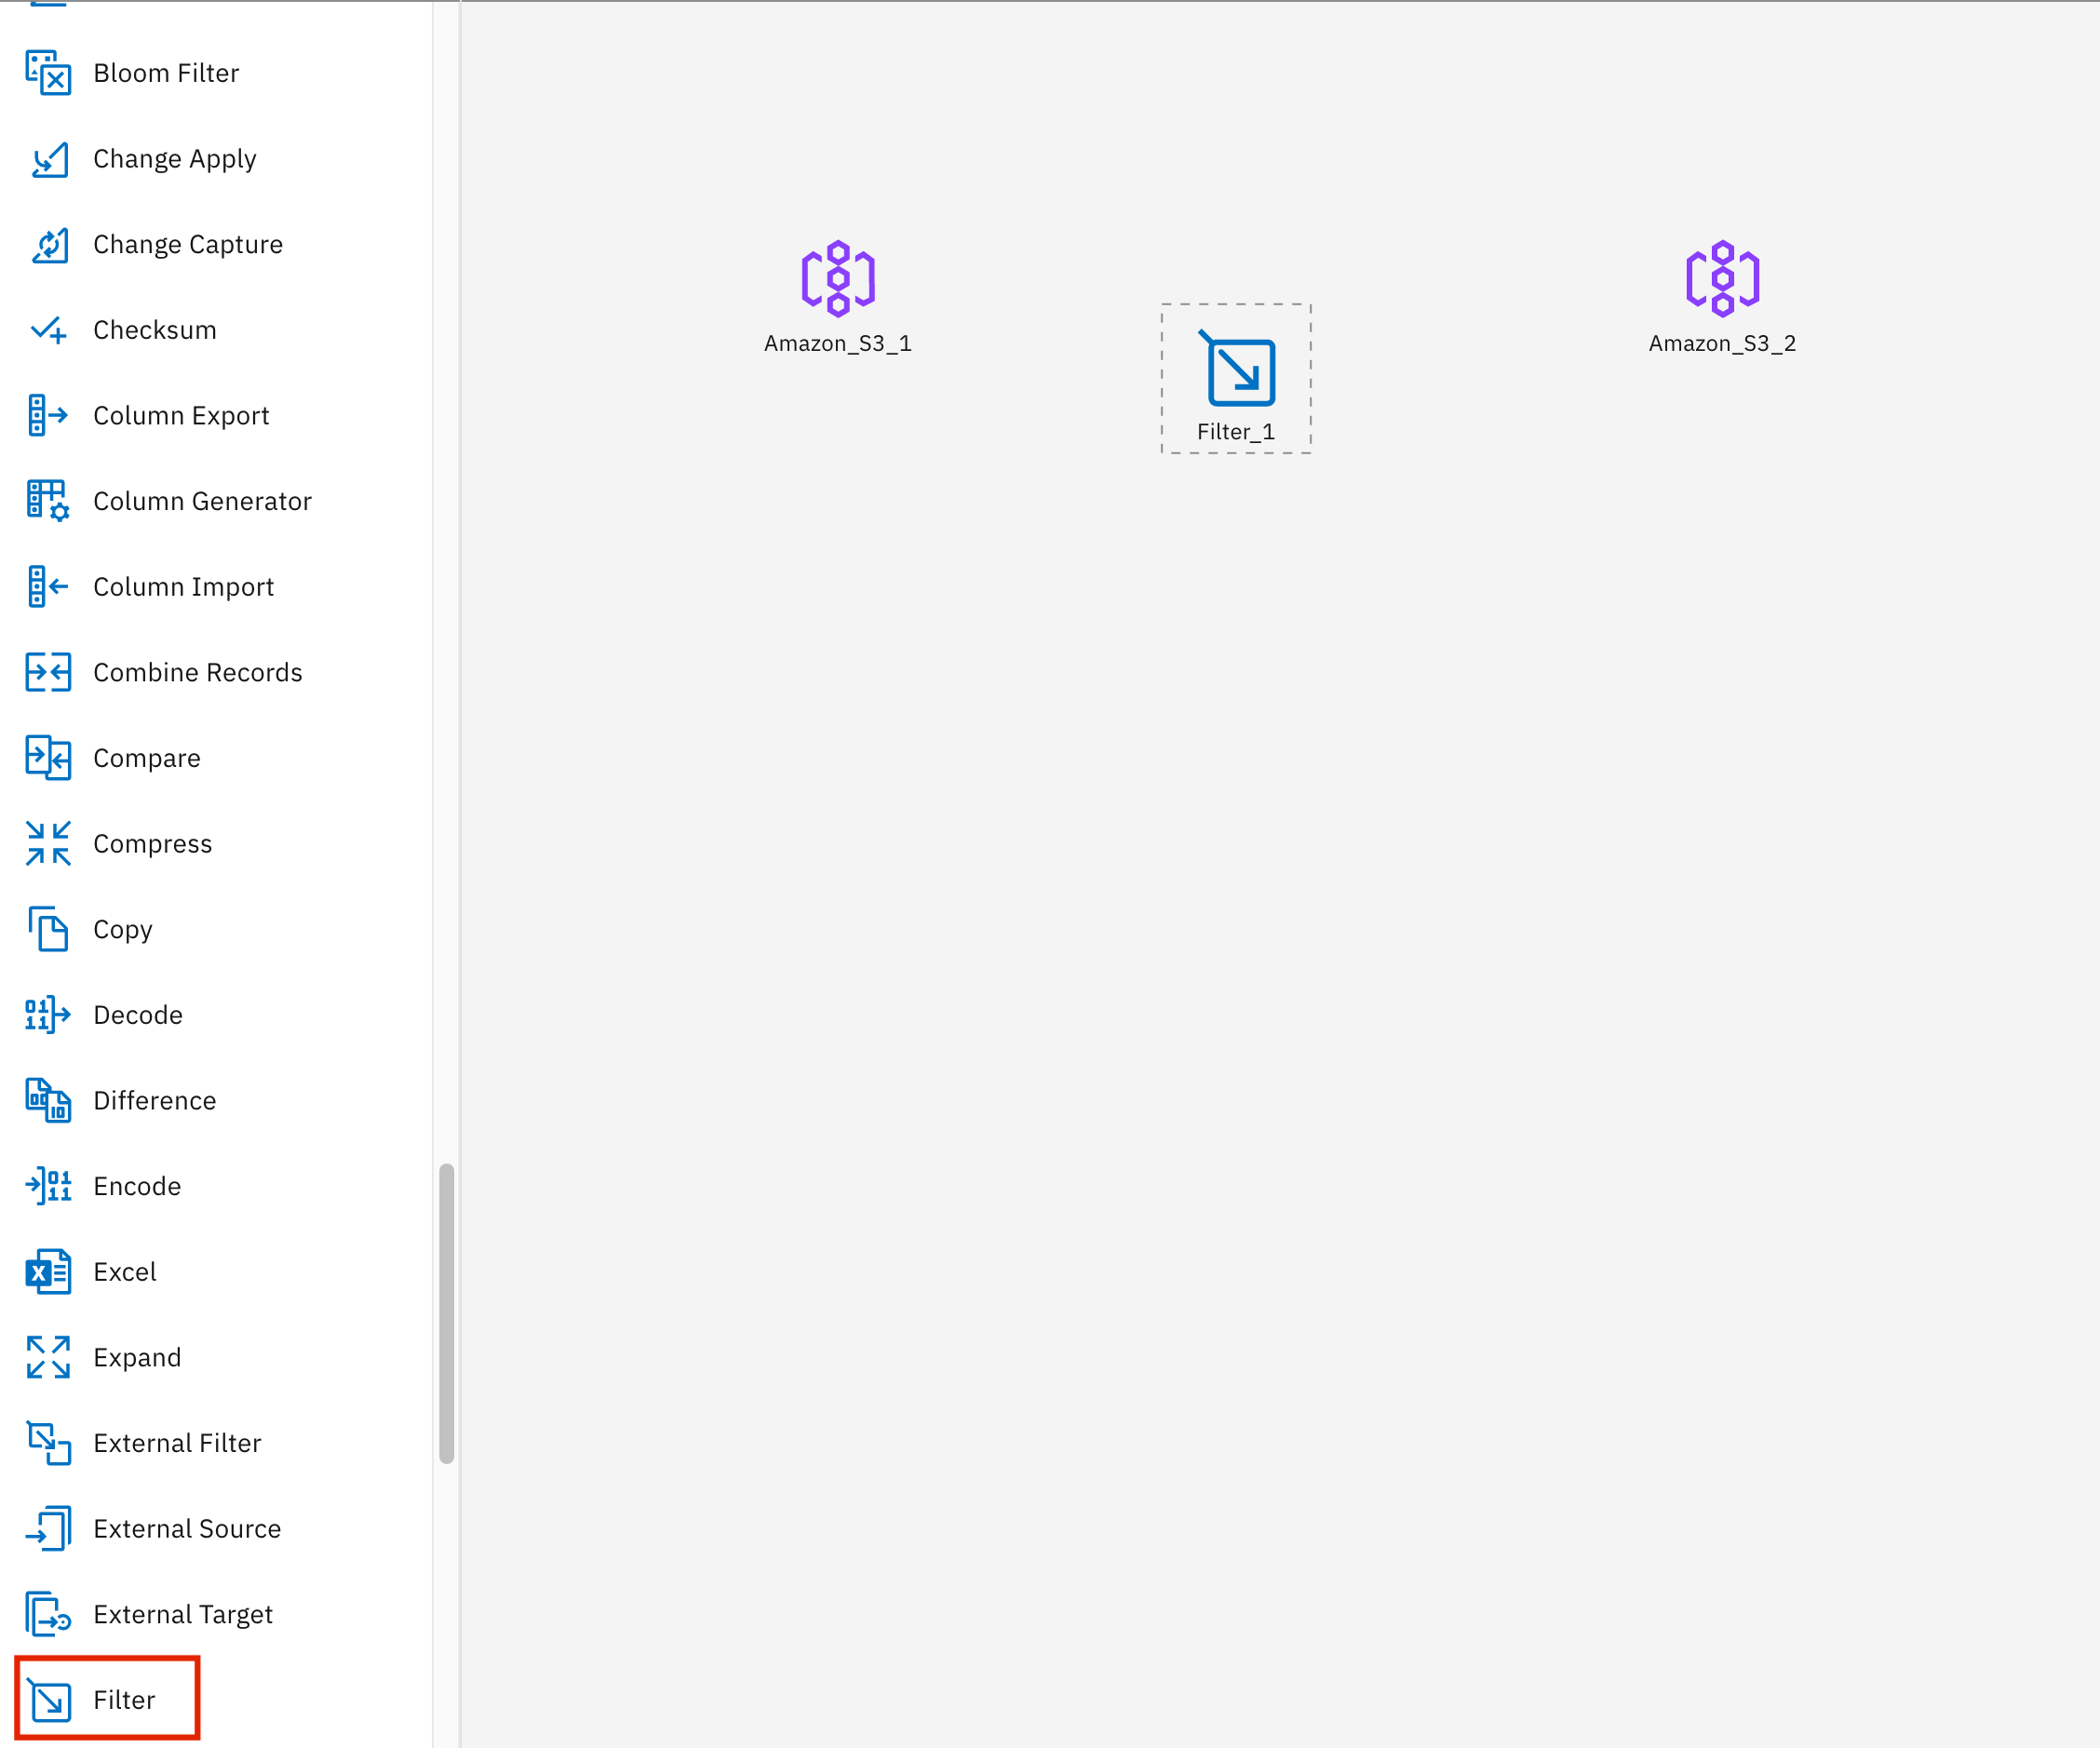 Bloom Filter
Change Apply
Change Capture
Checksum
Column Export
Column Generator
Column Import
Combine Records
Compare
Compress
Copy
Decode
Difference
Encode
Excel
Expand
External Filter
External Source
External Target
Filter
Amazon_S3_1
Filter_1
Amazon_S3_2